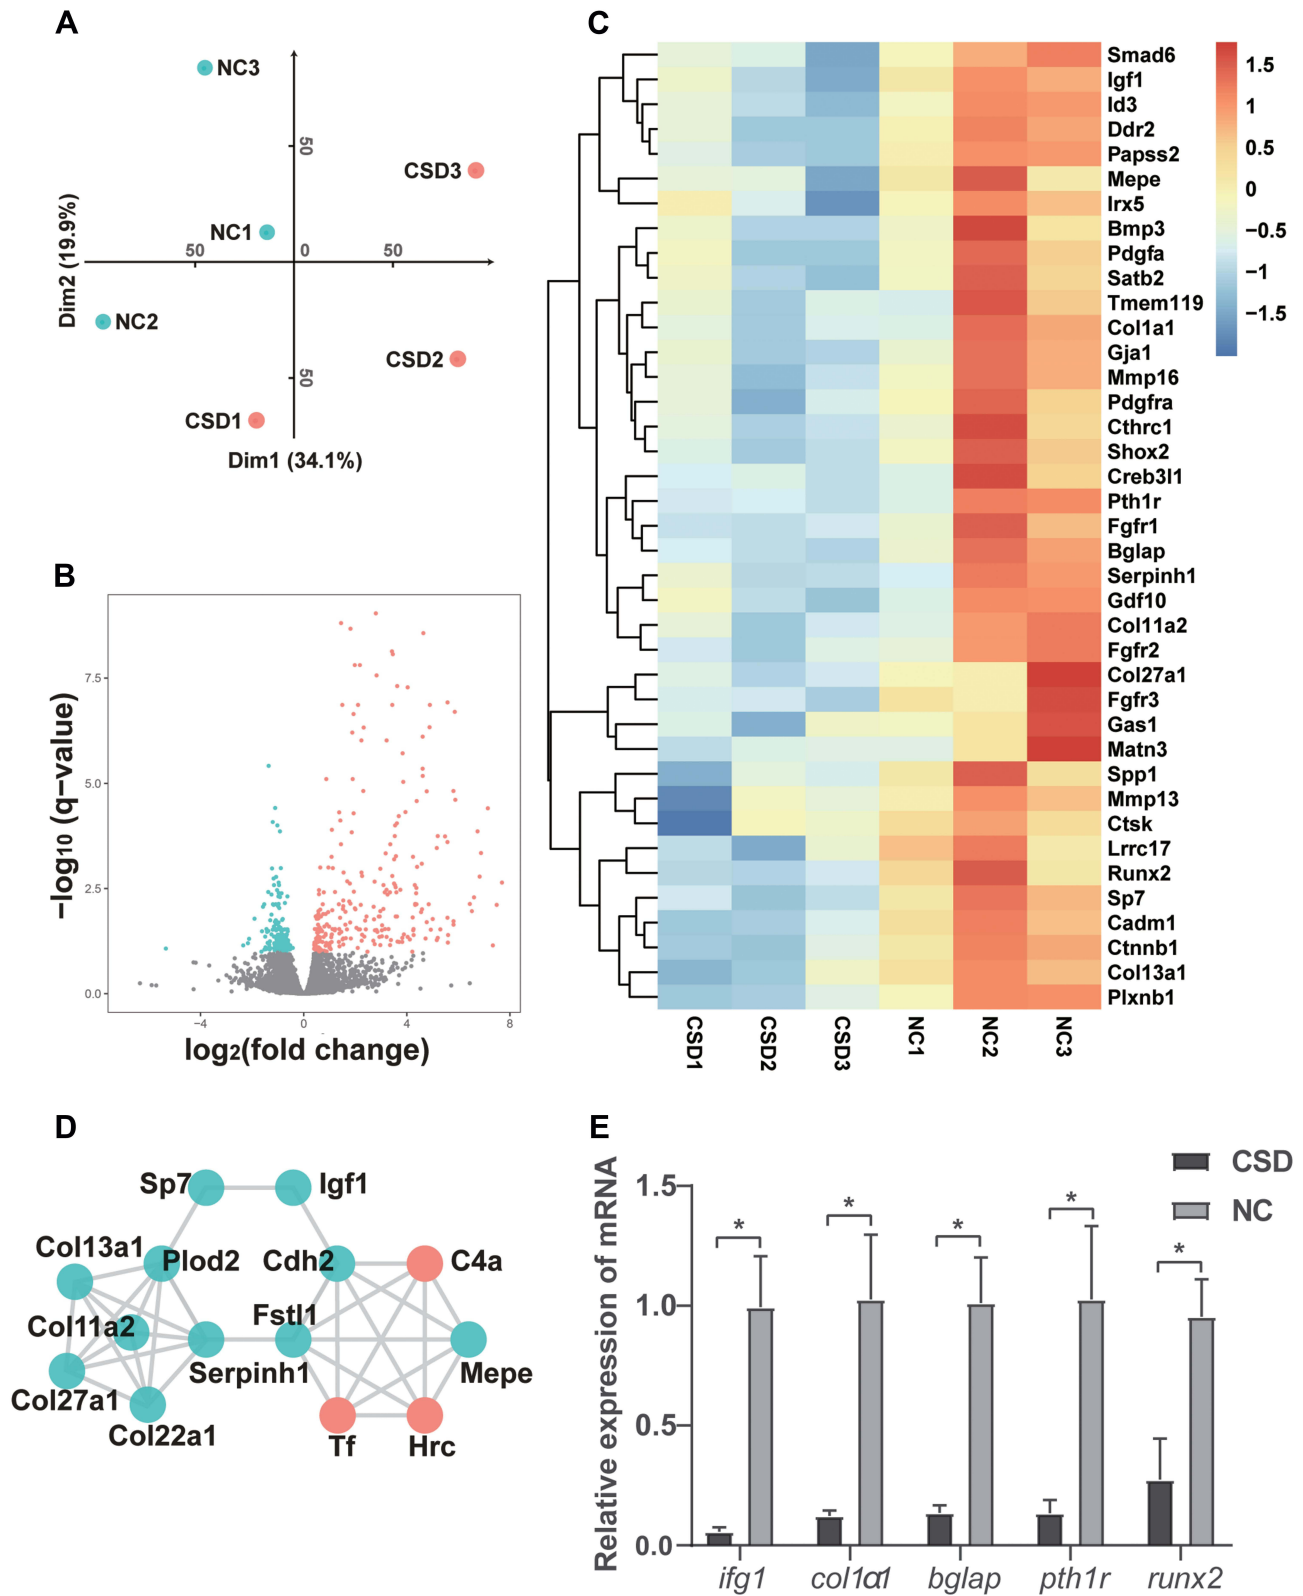 A
NC3
50
CSD3
NC1
50
0
50
Dim2 (19.9%)
NC2
CSD2
50
CSD1
Dim1 (34.1%)
B
7.5
5.0
2.5
0.0
−log10 (q−value)
−4
0
4
8
log2(fold change)
C
Smad6
Igf1
Id3
Ddr2
Papss2
Mepe
Irx5
Bmp3
Pdgfa
Satb2
Tmem119
Col1a1
Gja1
Mmp16
Pdgfra
Cthrc1
Shox2
Creb3l1
Pth1r
Fgfr1
Bglap
Serpinh1
Gdf10
Col11a2
Fgfr2
Col27a1
Fgfr3
Gas1
Matn3
Spp1
Mmp13
Ctsk
Lrrc17
Runx2
Sp7
Cadm1
Ctnnb1
Col13a1
Plxnb1
CSD1
CSD2
CSD3
NC1
NC2
NC3
1.5
1
0.5
0
−0.5
−1
−1.5
D
Sp7
Igf1
Col13a1
Plod2
Cdh2
C4a
Col11a2
Fstl1
Serpinh1
Mepe
Col27a1
Col22a1
Tf
Hrc
E
CSD
NC
Relative expression of mRNA
1.5
1.0
0.5
0.0
*
*
*
*
*
ifg1
col1α1
bglap
pth1r
runx2